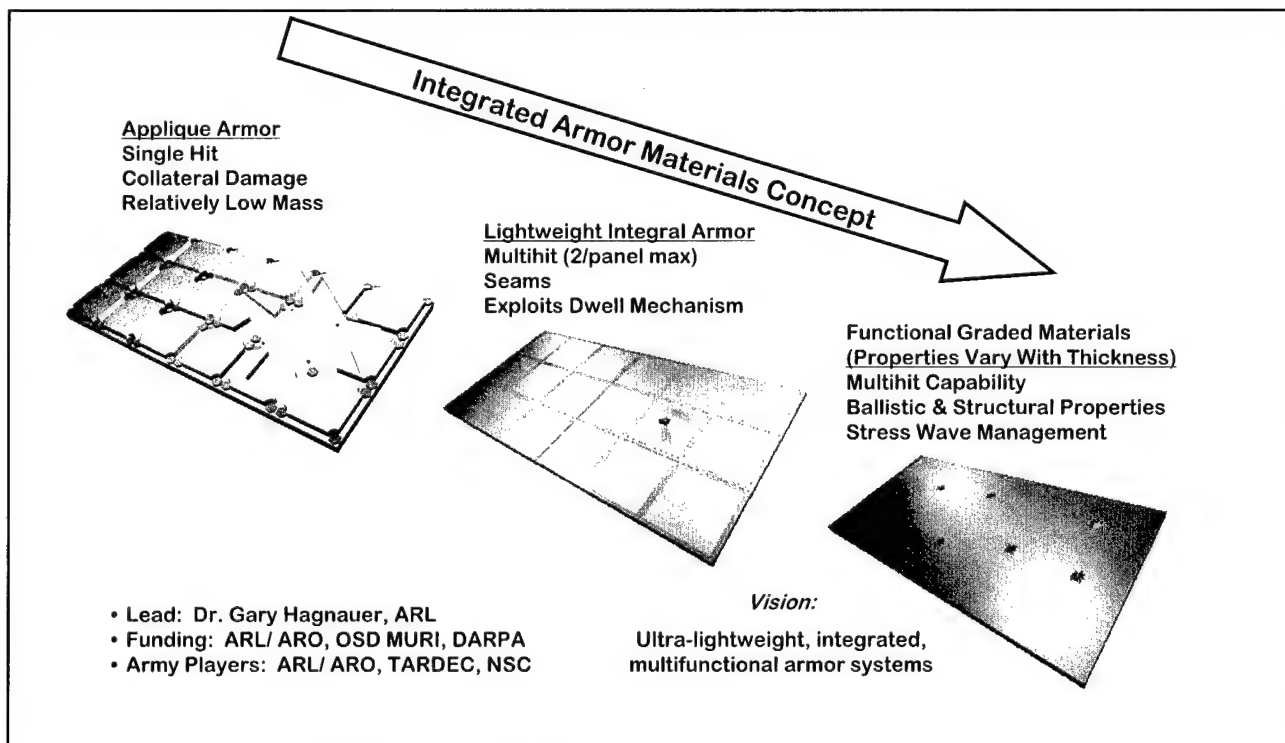 Integrated Armor Materials Concept
Applique Armor
Single Hit
Collateral Damage
Relatively Low Mass
Lightweight Integral Armor
Multihit (2/panel max)
Seams
Exploits Dwell Mechanism
Functional Graded Materials
(Properties Vary With Thickness)
Multihit Capability
Ballistic & Structural Properties
Stress Wave Management
• Lead: Dr. Gary Hagnauer, ARL
• Funding: ARL/ ARO, OSD MURI, DARPA
• Army Players: ARL/ ARO, TARDEC, NSC
Vision:
Ultra-lightweight, integrated,
multifunctional armor systems